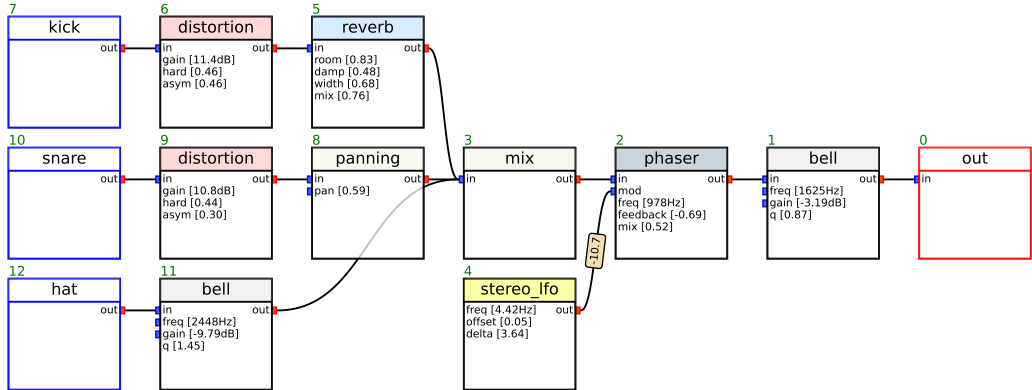 7
kick
out
6
distortion
in out
gain [11.4dB]
hard [0.46]
asym [0.46]
5
reverb
in out
room [0.83]
damp [0.48]
width [0.68]
mix [0.76]
10
snare
out
9
distortion
in out
gain [10.8dB]
hard [0.44]
asym [0.30]
8
panning
in out
pan [0.59]
3
mix
in out
2
phaser
in out
mod
freq [978Hz]
feedback [-0.69]
mix [0.52]
1
bell
in out
freq [1625Hz]
gain [-3.19dB]
q [0.87]
0
out
in
12
hat
out
11
bell
in out
freq [2448Hz]
gain [-9.79dB]
q [1.45]
4
stereo_lfo
freq [4.42Hz] out
offset [0.05]
delta [3.64]
-10.7